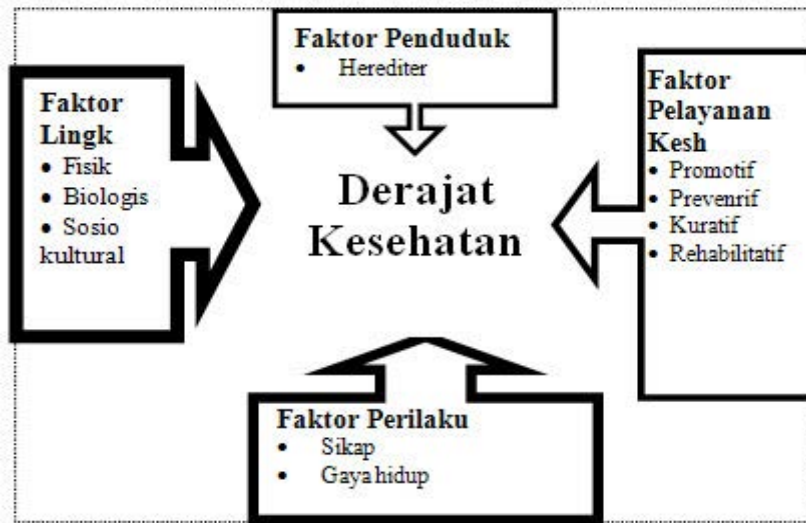 Faktor Penduduk
• Herediter
Faktor
Lingk
• Fisik
• Biologis
• Sosio
kultural
Derajat
Kesehatan
Faktor
Pelayanan
Kesh
• Promotif
• Prevenrif
• Kuratif
• Rehabilitatif
Faktor Perilaku
• Sikap
• Gaya hidup